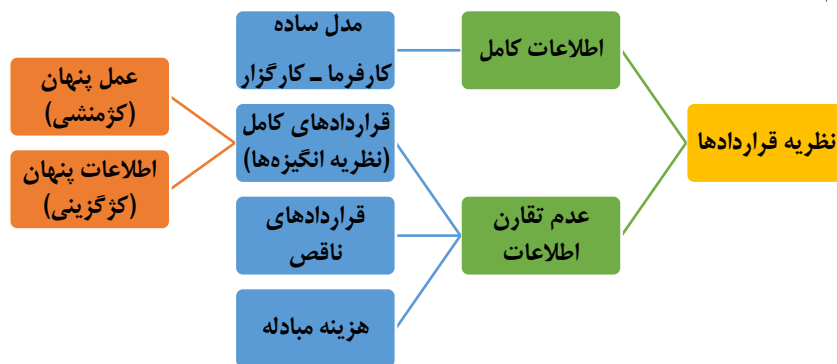 نظریه قراردادها
اطلاعات کامل
عدم تقارن
اطلاعات
مدل ساده
کارفرما ـ کارگزار
قراردادهای کامل
(نظریه انگیزه‌ها)
قراردادهای
ناقص
هزینه مبادله
عمل پنهان
(کژمنشی)
اطلاعات پنهان
(کژگزینی)